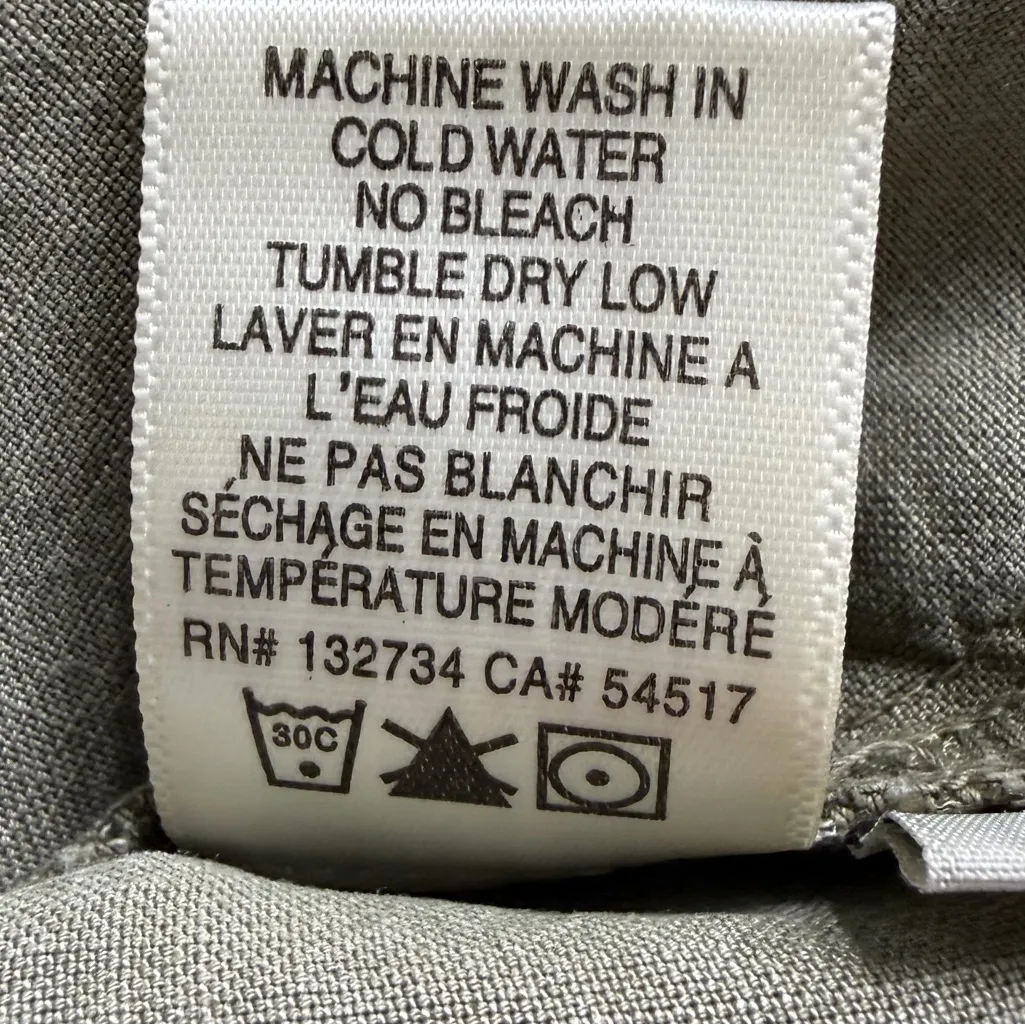 MACHINE WASH IN
COLD WATER
NO BLEACH
TUMBLE DRY LOW
LAVER EN MACHINE A
L'EAU FROIDE
NE PAS BLANCHIR
SÉCHAGE EN MACHINE À
TEMPÉRATURE MODÉRÉ
RN# 132734 CA# 54517
30C